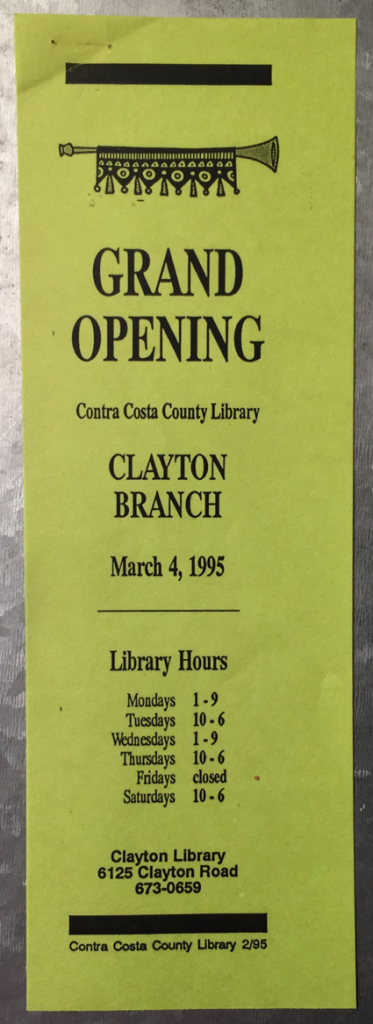 GRAND
OPENING
Contra Costa County Library
CLAYTON
BRANCH
March 4, 1995
Library Hours
Mondays 1 - 9
Tuesdays 10 - 6
Wednesdays 1 - 9
Thursdays 10 - 6
Fridays closed
Saturdays 10 - 6
Clayton Library
6125 Clayton Road
673-0659
Contra Costa County Library 2/95